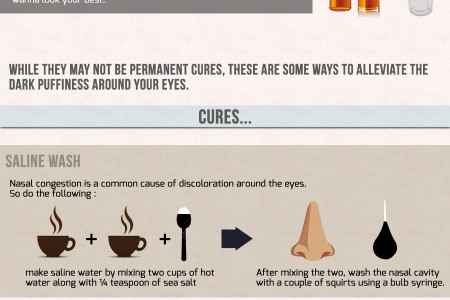 wanna look your best.
WHILE THEY MAY NOT BE PERMANENT CURES, THESE ARE SOME WAYS TO ALLEVIATE THE
DARK PUFFINESS AROUND YOUR EYES.
CURES...
SALINE WASH
Nasal congestion is a common cause of discoloration around the eyes.
So do the following :
+ +
make saline water by mixing two cups of hot
water along with ¼ teaspoon of sea salt
After mixing the two, wash the nasal cavity
with a couple of squirts using a bulb syringe.